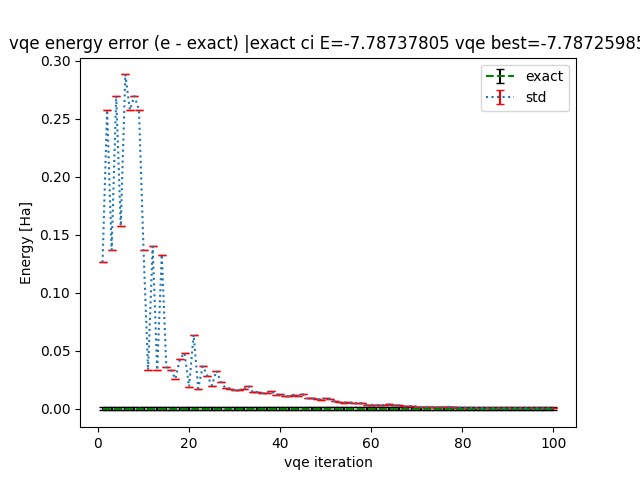 vqe energy error (e - exact) |exact ci E=-7.78737805 vqe best=-7.78725985
0.30
exact
std
0.25
0.20
0.15
0.10
0.05
0.00
Energy [Ha]
0 20 40 60 80 100
vqe iteration